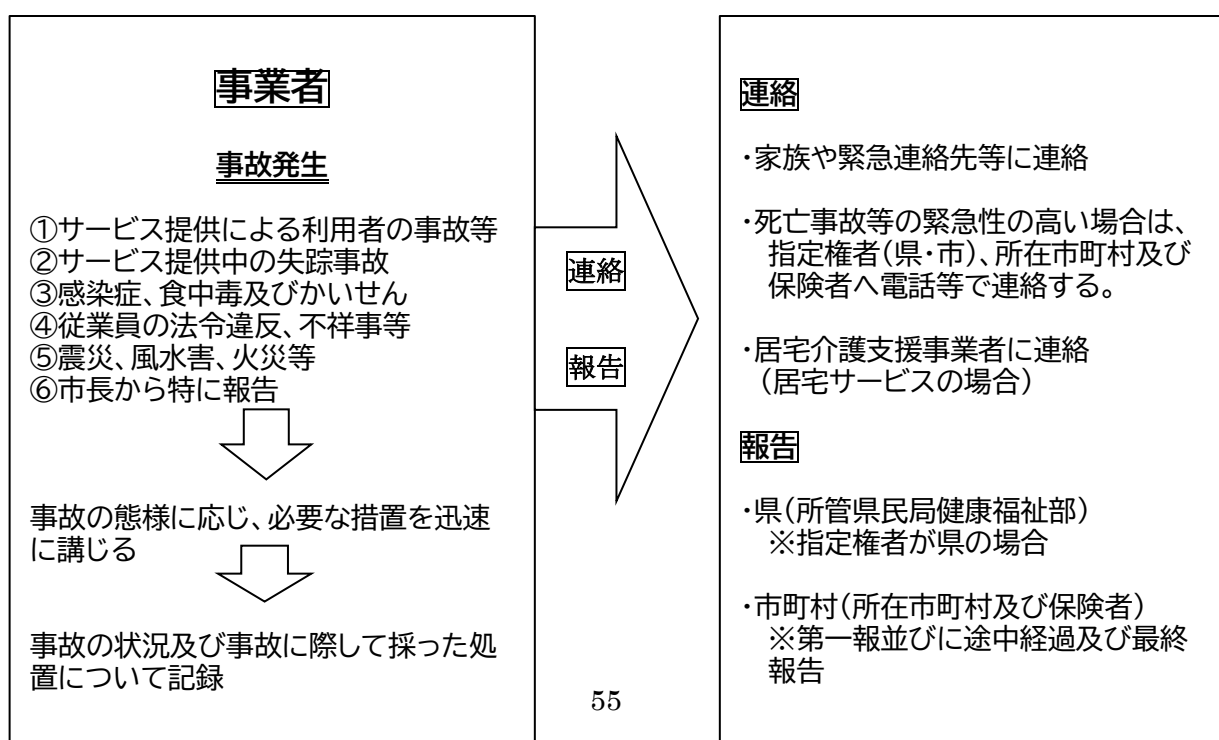 事業者
事故発生
①サービス提供による利用者の事故等
②サービス提供中の失踪事故
③感染症、食中毒及びかいせん
④従業員の法令違反、不祥事等
⑤震災、風水害、火災等
⑥市長から特に報告
事故の態様に応じ、必要な措置を迅速
に講じる
事故の状況及び事故に際して採った処
置について記録
連絡
報告
連絡
・家族や緊急連絡先等に連絡
・死亡事故等の緊急性の高い場合は、
指定権者(県・市)、所在市町村及び
保険者へ電話等で連絡する。
・居宅介護支援事業者に連絡
(居宅サービスの場合)
報告
・県(所管県民局健康福祉部)
※指定権者が県の場合
・市町村(所在市町村及び保険者)
※第一報並びに途中経過及び最終
報告
55